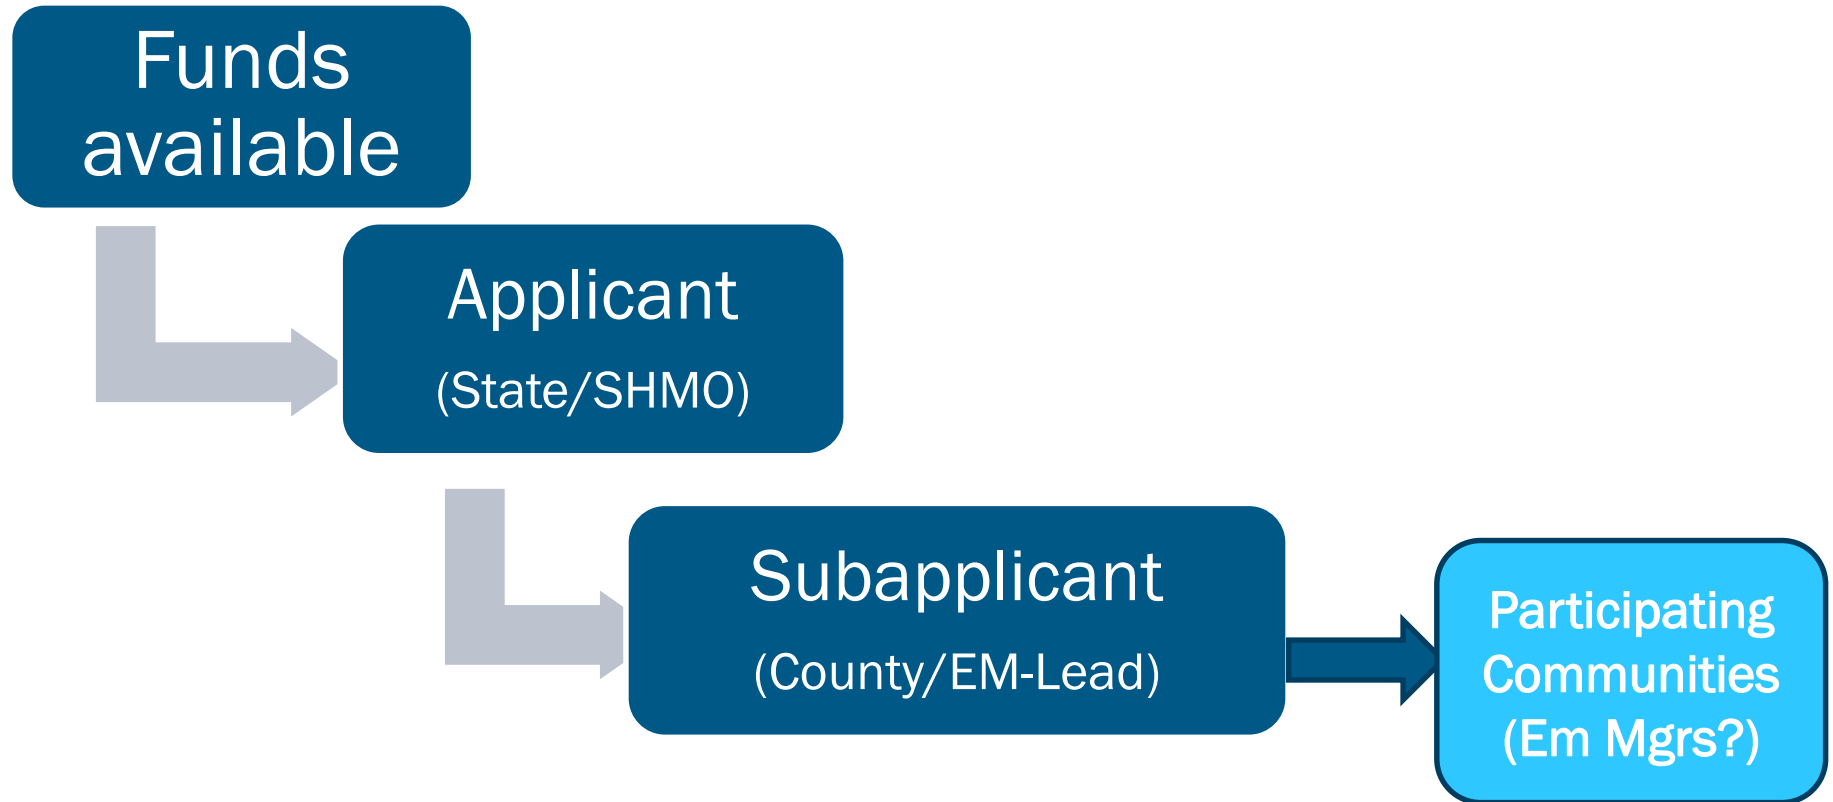 Funds
available
Applicant
(State/SHMO)
Subapplicant
(County/EM-Lead)
Participating
Communities
(Em Mgrs?)